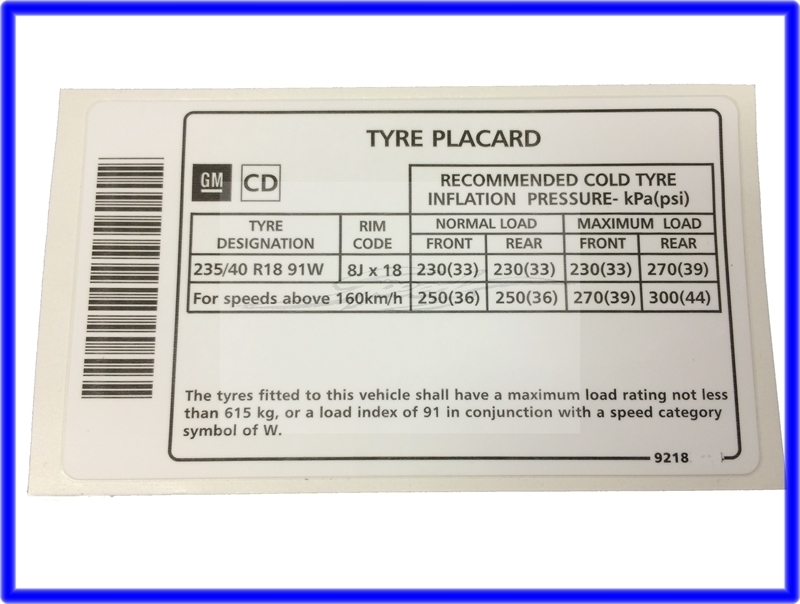 TYRE PLACARD
GM CD
RECOMMENDED COLD TYRE
INFLATION PRESSURE- kPa(psi)
TYRE DESIGNATION RIM CODE NORMAL LOAD MAXIMUM LOAD
FRONT REAR FRONT REAR
235/40 R18 91W 8J x 18 230(33) 230(33) 230(33) 270(39)
For speeds above 160km/h 250(36) 250(36) 270(39) 300(44)
The tyres fitted to this vehicle shall have a maximum load rating not less
than 615 kg, or a load index of 91 in conjunction with a speed category
symbol of W.
9218